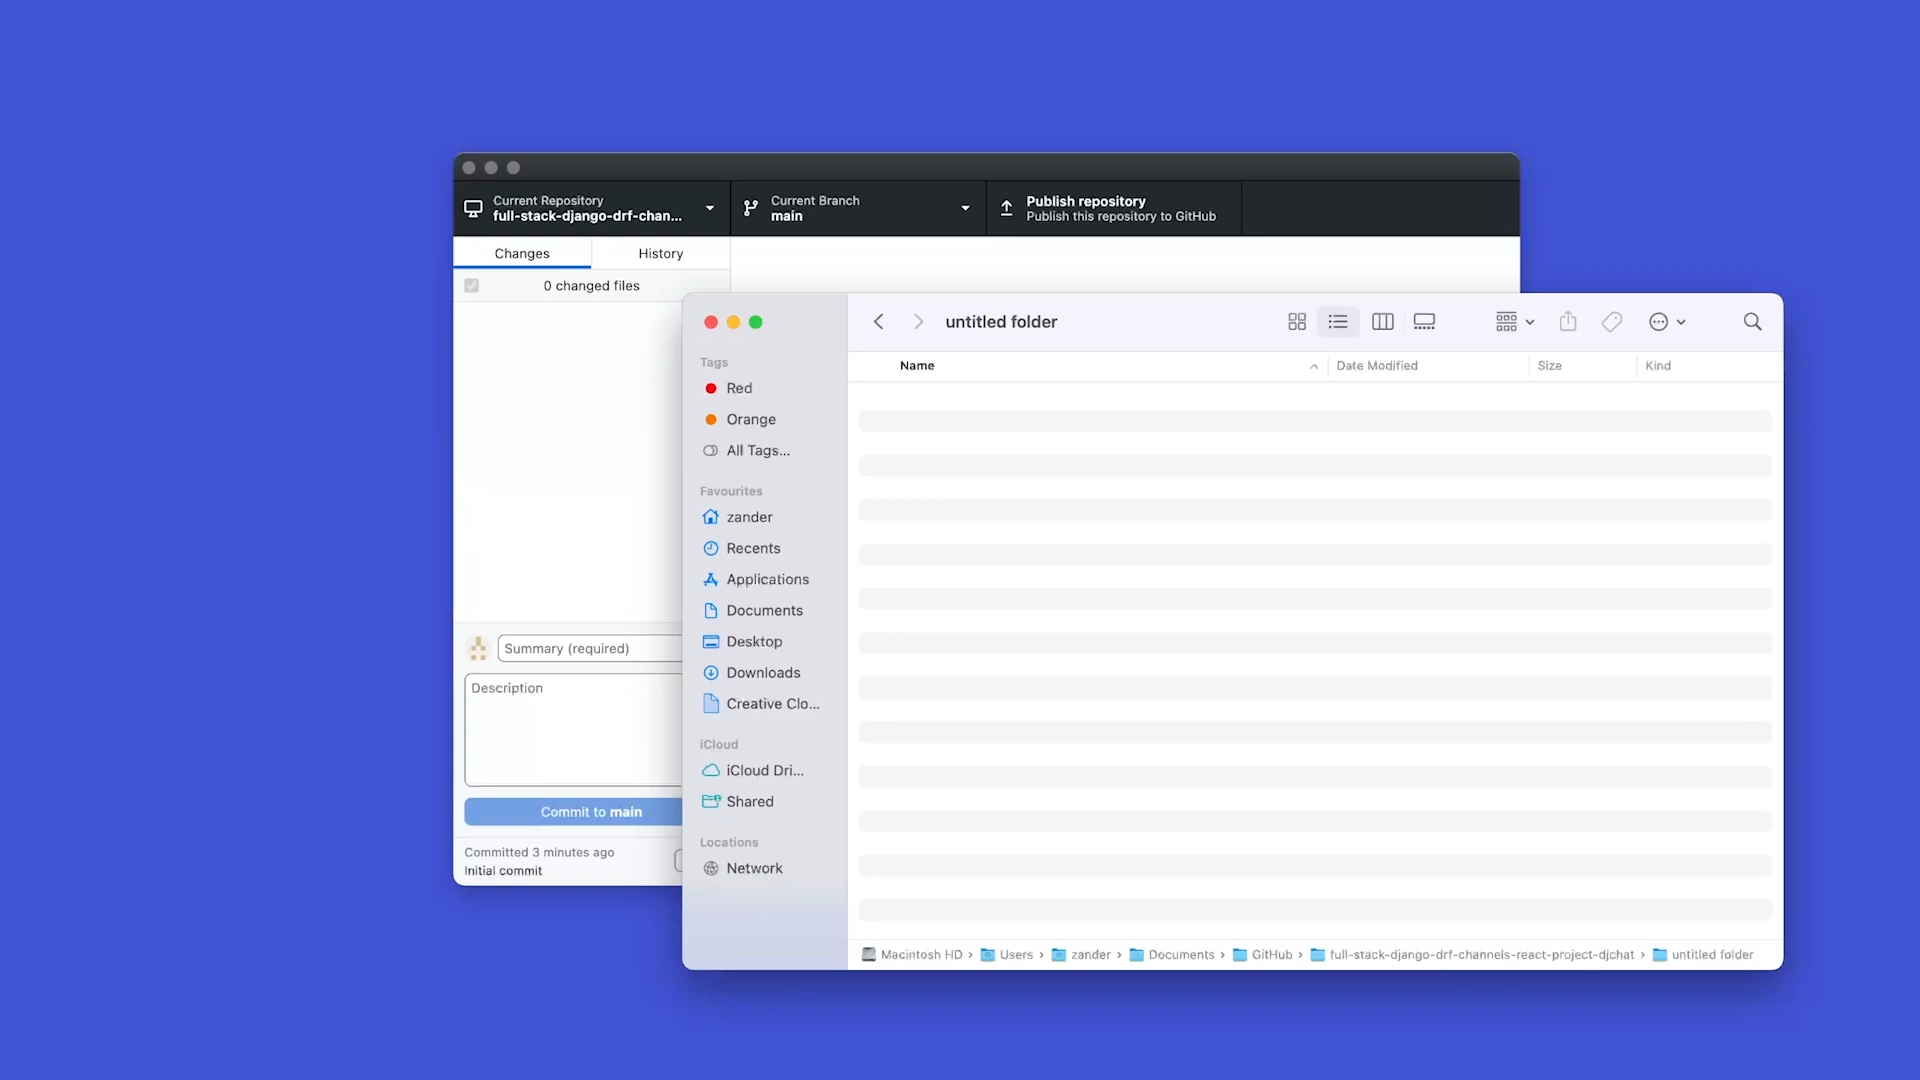 Current Repository
full-stack-django-drf-chan...
Current Branch
main
Publish repository
Publish this repository to GitHub
Changes
History
0 changed files
Summary (required)
Description
Commit to main
Committed 3 minutes ago
Initial commit
untitled folder
Tags
Red
Orange
All Tags...
Favourites
zander
Recents
Applications
Documents
Desktop
Downloads
Creative Clo...
iCloud
iCloud Dri...
Shared
Locations
Network
Name
Date Modified
Size
Kind
Macintosh HD › Users › zander › Documents › GitHub › full-stack-django-drf-channels-react-project-djchat › untitled folder